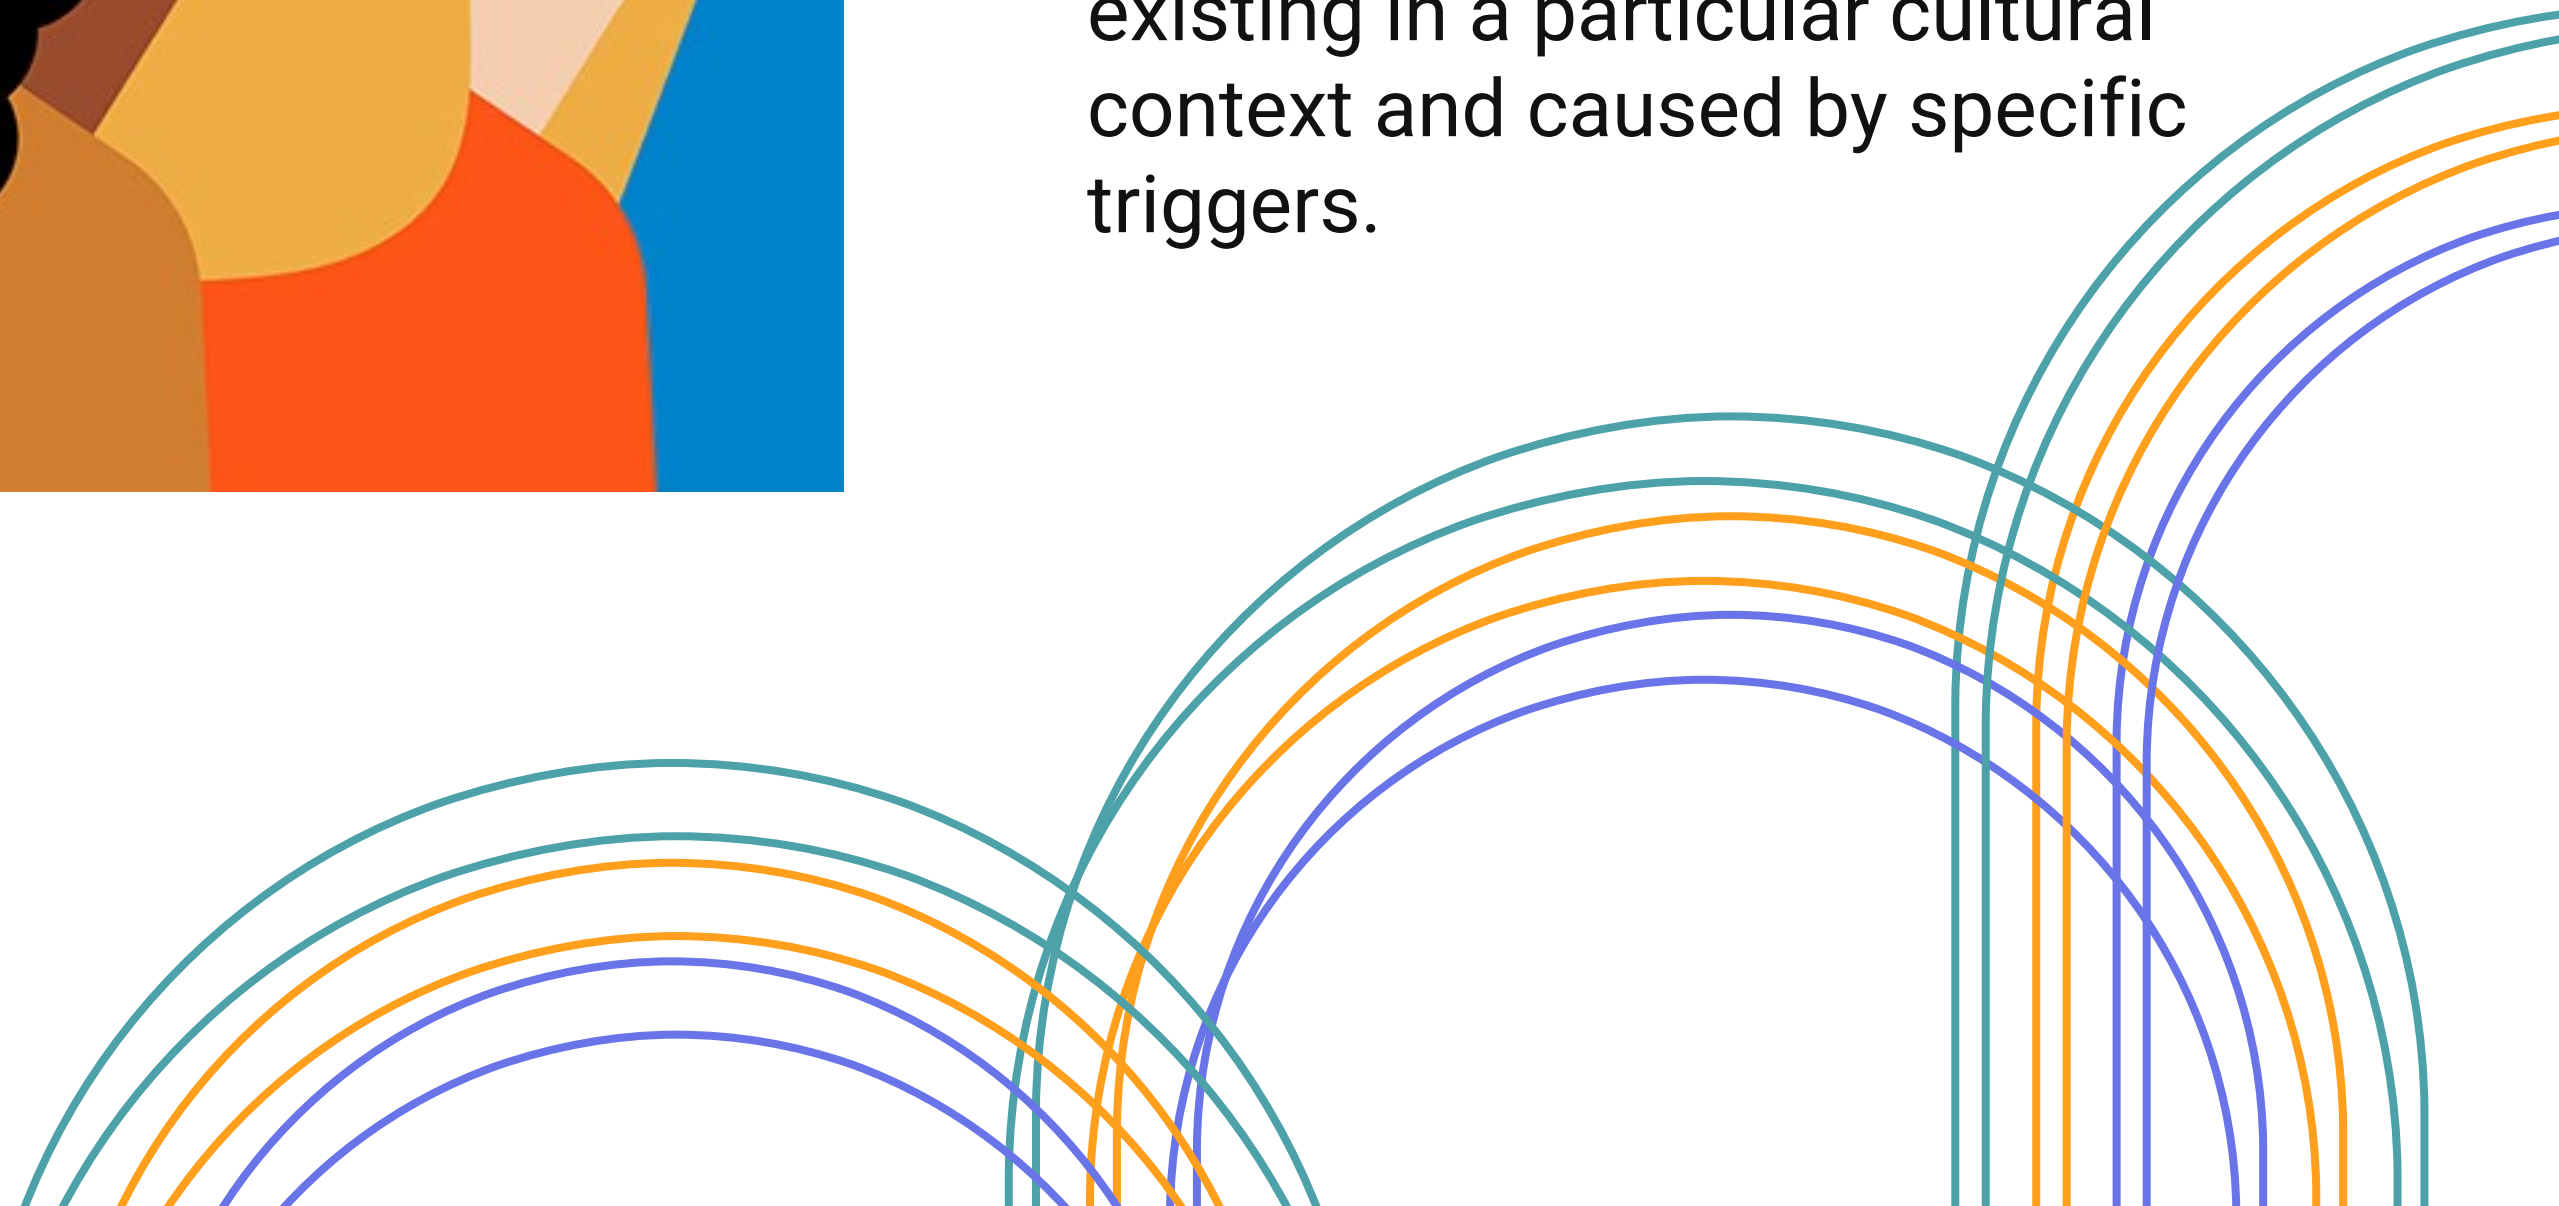 existing in a particular cultural
context and caused by specific
triggers.